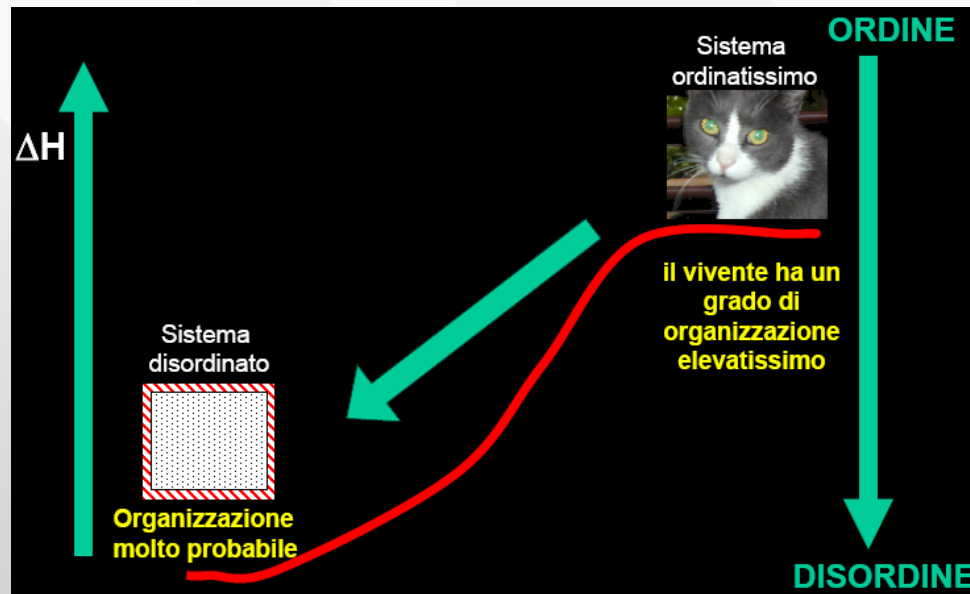 ORDINE
Sistema
ordinatissimo
ΔH
il vivente ha un
grado di
organizzazione
elevatissimo
Sistema
disordinato
Organizzazione
molto probabile
DISORDINE